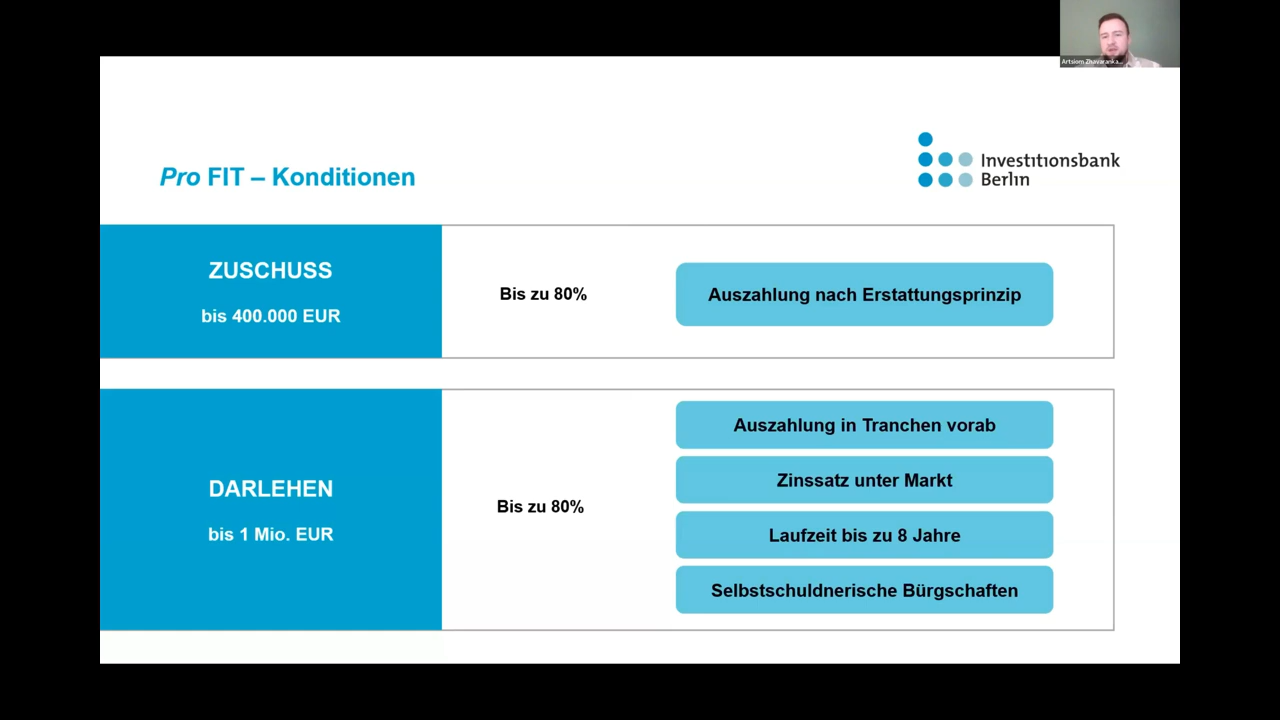 Artsiom Zhavaranka...
Pro FIT – Konditionen
Investitionsbank
Berlin
ZUSCHUSS
bis 400.000 EUR
Bis zu 80%
Auszahlung nach Erstattungsprinzip
DARLEHEN
bis 1 Mio. EUR
Bis zu 80%
Auszahlung in Tranchen vorab
Zinssatz unter Markt
Laufzeit bis zu 8 Jahre
Selbstschuldnerische Bürgschaften